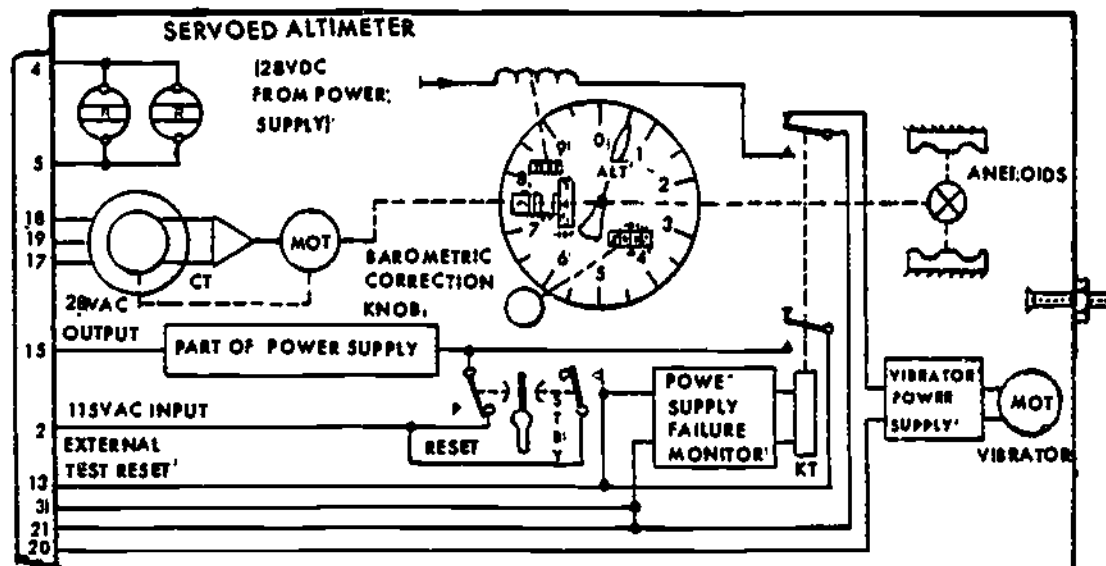 SERVOED ALTIMETER
4
5
18
19
17
15
2
13
31
21
20
(28VDC
FROM POWER
SUPPLY)
R
R
0
1
2
3
4
5
6
7
8
9
ALT
ANEROIDS
CT
MOT
BAROMETRIC
CORRECTION
KNOB
28VAC
OUTPUT
PART OF POWER SUPPLY
115VAC INPUT
EXTERNAL
TEST RESET
RESET
STBY
POWE
SUPPLY
FAILURE
MONITOR
KT
VIBRATOR
POWER
SUPPLY
MOT
VIBRATOR